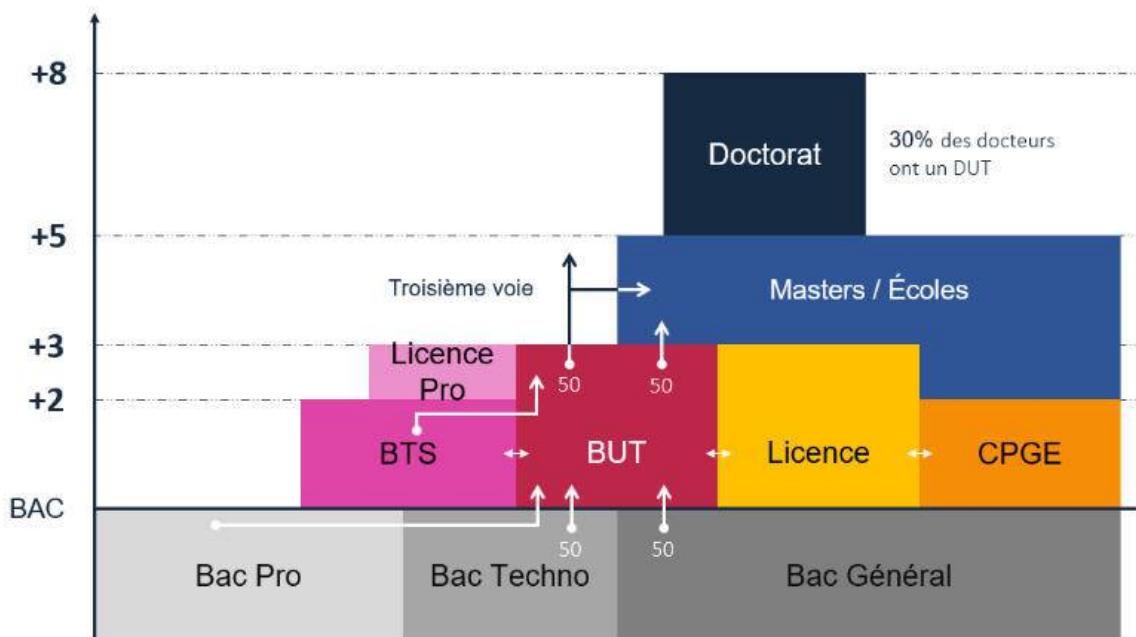 +8
Doctorat
30% des docteurs
ont un DUT
+5
Troisième voie
Masters / Écoles
+3
Licence
Pro
50
50
+2
BTS
BUT
Licence
CPGE
BAC
50
50
Bac Pro
Bac Techno
Bac Général